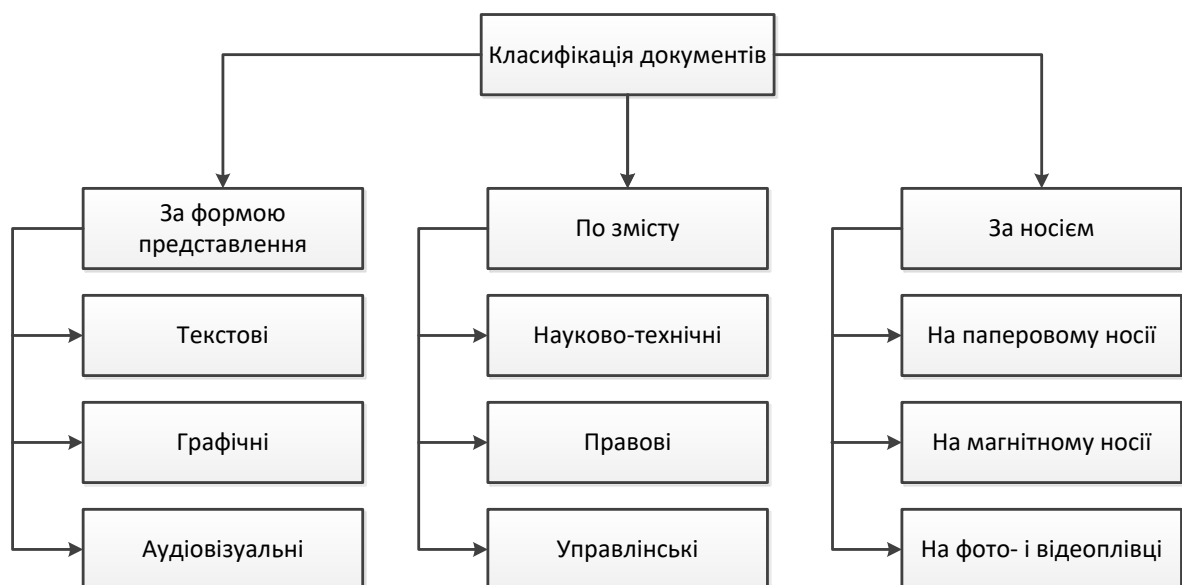 Класифікація документів
За формою
представлення
Текстові
Графічні
Аудіовізуальні
По змісту
Науково-технічні
Правові
Управлінські
За носієм
На паперовому носії
На магнітному носії
На фото- і відеоплівці